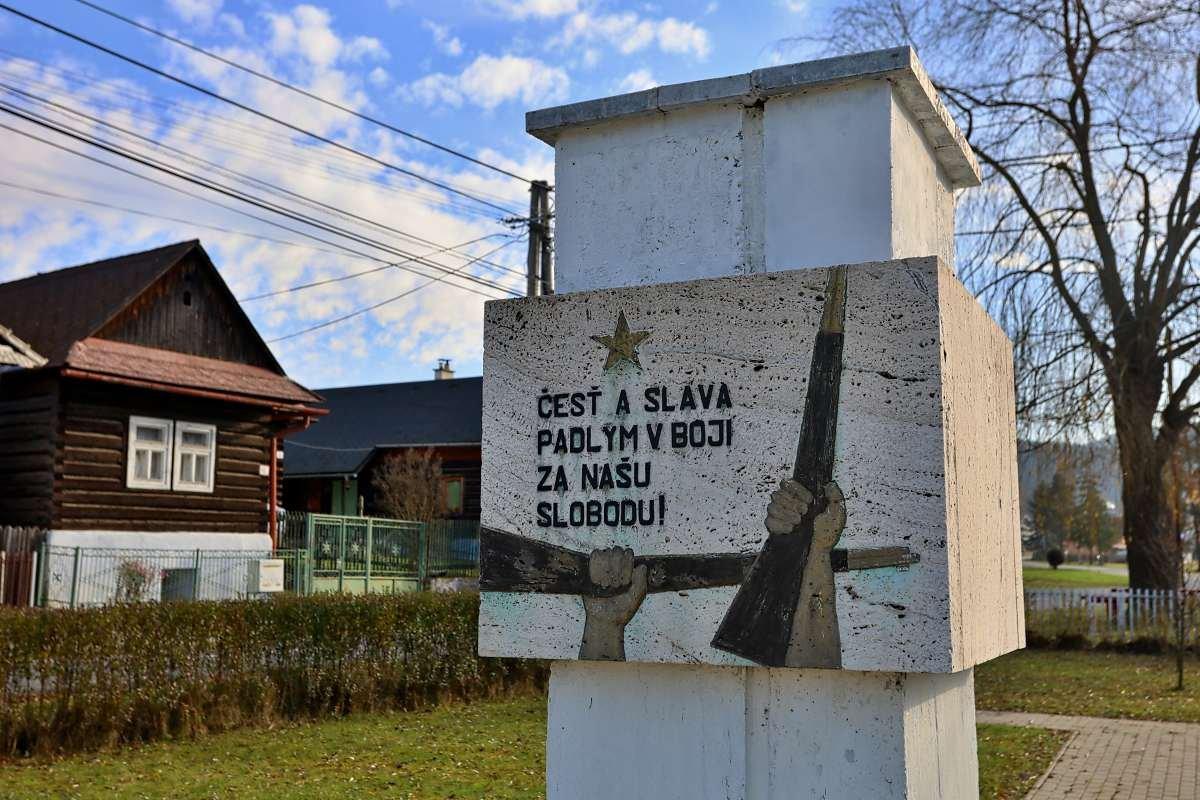 ČESŤ A SLÁVA
PADLÝM V BOJI
ZA NAŠU
SLOBODU!